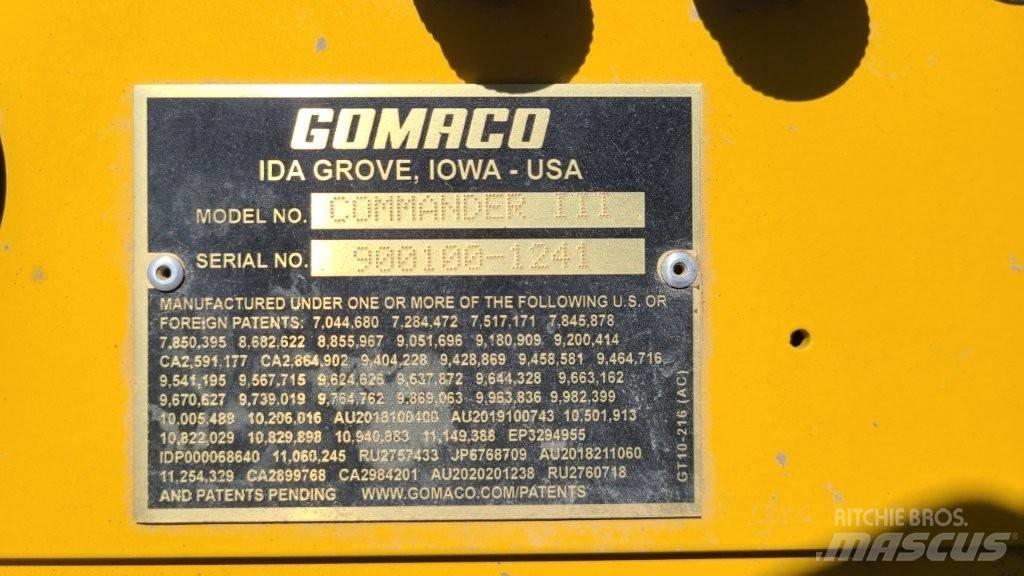 GOMACO
IDA GROVE, IOWA - USA
MODEL NO. COMMANDER III
SERIAL NO. 900100-1241
MANUFACTURED UNDER ONE OR MORE OF THE FOLLOWING U.S. OR
FOREIGN PATENTS: 7,044,680 7,284,472 7,517,171 7,845,878
7,850,395 8,682,622 8,855,967 9,051,696 9,180,909 9,200,414
CA2,591,177 CA2,864,902 9,404,228 9,428,869 9,458,581 9,464,716
9,541,195 9,567,715 9,624,626 9,637,872 9,644,328 9,663,162
9,670,627 9,739,019 9,764,762 9,869,063 9,963,836 9,982,399
10,005,489 10,206,016 AU2018100400 AU2019100743 10,501,913
10,822,029 10,829,898 10,940,883 11,149,388 EP3294955
IDP000068640 11,060,245 RU2757433 JP6768709 AU2018211060
11,254,329 CA2899768 CA2984201 AU2020201238 RU2760718
AND PATENTS PENDING WWW.GOMACO.COM/PATENTS
GT10-216 (AC)
RITCHIE BROS.
MASCUS